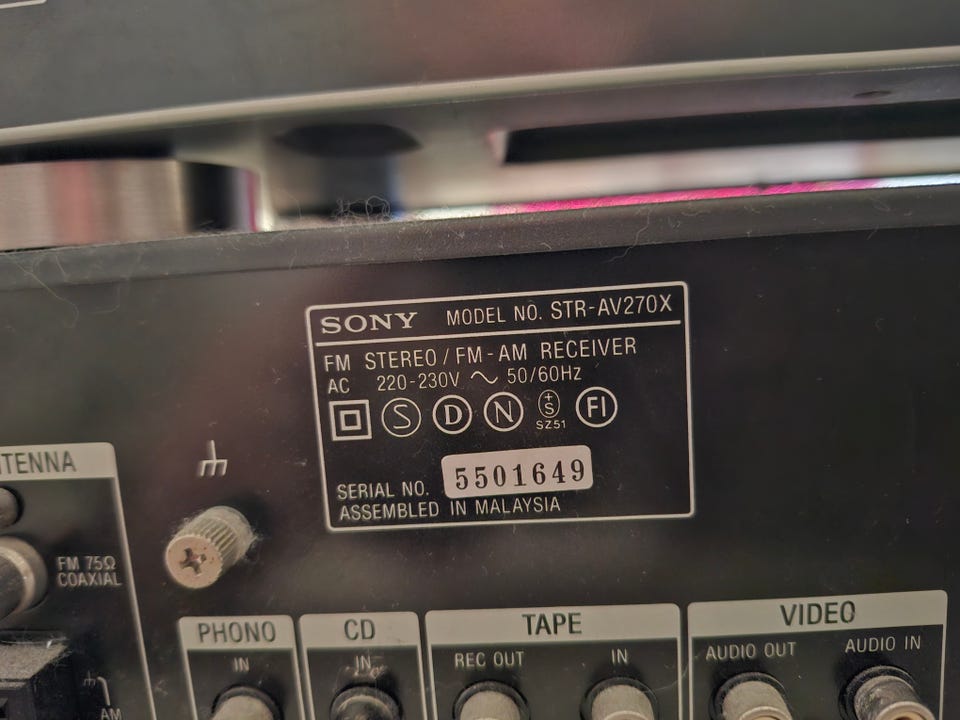 SONY MODEL NO. STR-AV270X
FM STEREO / FM-AM RECEIVER
AC 220-230V ~ 50/60Hz
S D N +S FI
SZ51
SERIAL NO. 5501649
ASSEMBLED IN MALAYSIA
TENNA
FM 75Ω
COAXIAL
AM
PHONO
IN
CD
IN
TAPE
REC OUT IN
VIDEO
AUDIO OUT AUDIO IN